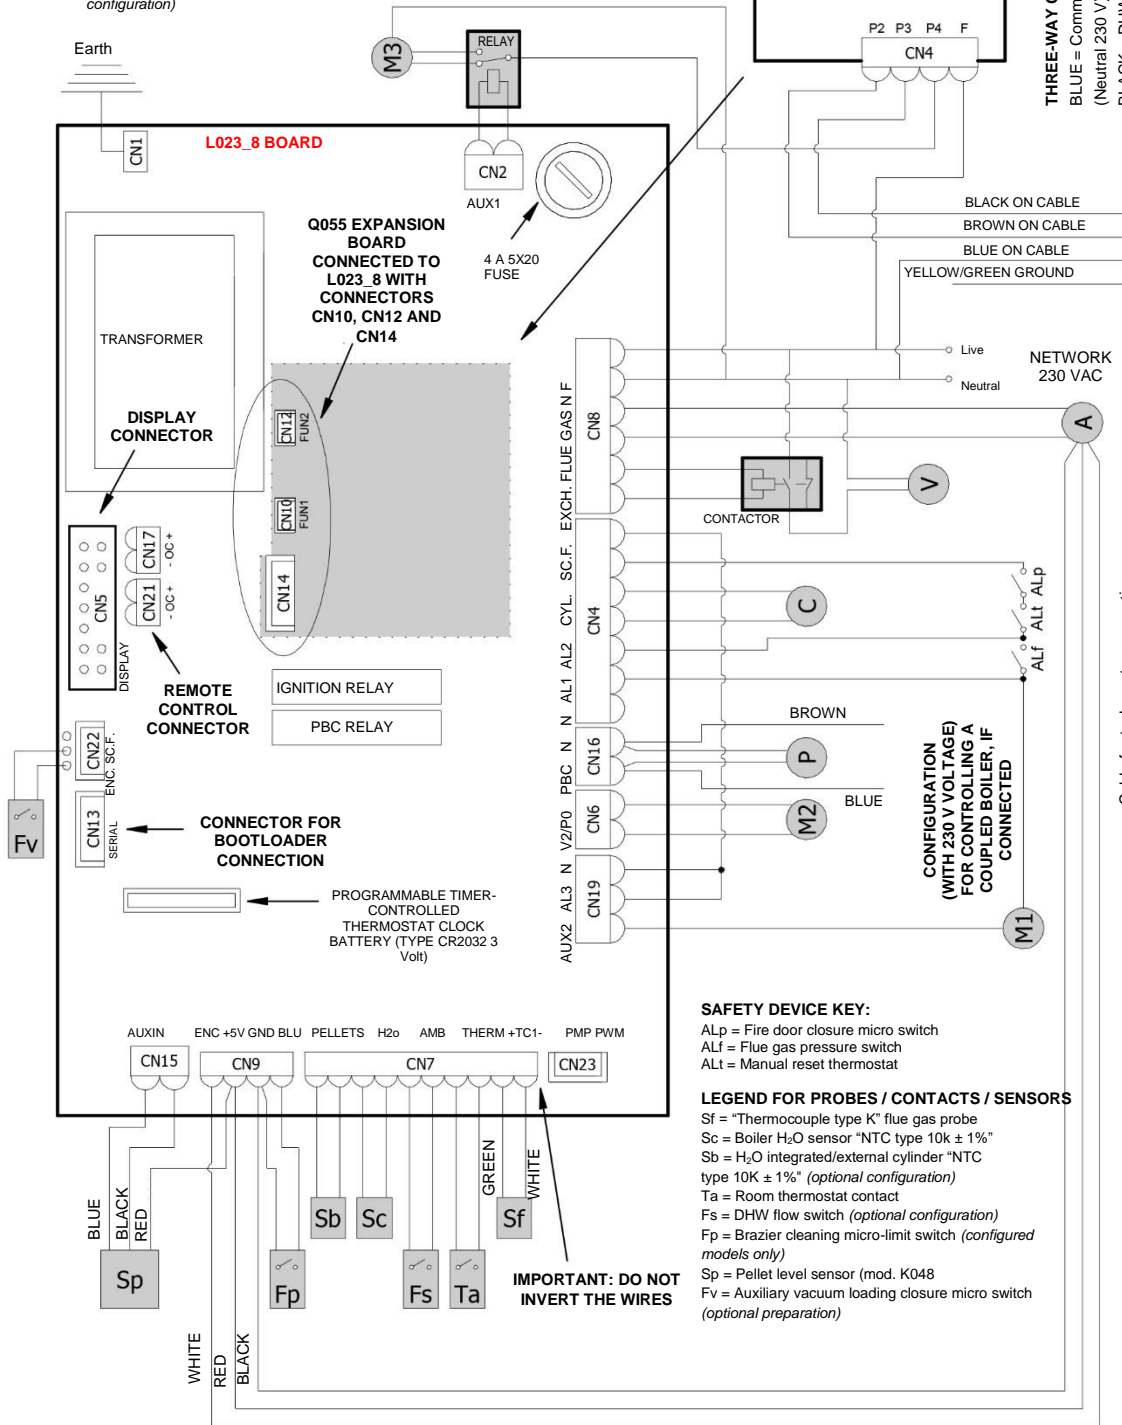 configuration)
Earth
M3
RELAY
P2 P3 P4 F
CN4
THREE-WAY
BLUE = Comm
(Neutral 230 V)
CN1
L023_8 BOARD
CN2
AUX1
4 A 5X20
FUSE
Q055 EXPANSION
BOARD
CONNECTED TO
L023_8 WITH
CONNECTORS
CN10, CN12 AND
CN14
BLACK ON CABLE
BROWN ON CABLE
BLUE ON CABLE
YELLOW/GREEN GROUND
TRANSFORMER
Live
Neutral
NETWORK
230 VAC
DISPLAY
CONNECTOR
CN12
FUN2
CN10
FUN1
CN14
EXCH. FLUE GAS N F
CN8
A
V
CONTACTOR
CN5
DISPLAY
CN17
- OC +
CN21
- OC +
N AL1 AL2 CYL. SC.F.
CN4
C
ALp
ALt
ALf
REMOTE
CONTROL
CONNECTOR
IGNITION RELAY
PBC RELAY
BROWN
PBC N
CN16
P
BLUE
V2/P0
CN6
M2
CONFIGURATION
(WITH 230 V VOLTAGE)
FOR CONTROLLING A
COUPLED BOILER, IF
CONNECTED
CN22
ENC. SC.F.
Fv
CN13
SERIAL
CONNECTOR FOR
BOOTLOADER
CONNECTION
PROGRAMMABLE TIMER-
CONTROLLED
THERMOSTAT CLOCK
BATTERY (TYPE CR2032 3
Volt)
AUX2 AL3 N
CN19
M1
AUXIN
CN15
ENC +5V GND BLU
CN9
PELLETS H2o AMB THERM +TC1-
CN7
PMP PWM
CN23
SAFETY DEVICE KEY:
ALp = Fire door closure micro switch
ALf = Flue gas pressure switch
ALt = Manual reset thermostat
LEGEND FOR PROBES / CONTACTS / SENSORS
Sf = “Thermocouple type K” flue gas probe
Sc = Boiler H₂O sensor “NTC type 10k ± 1%”
Sb = H₂O integrated/external cylinder “NTC
type 10K ± 1%" (optional configuration)
Ta = Room thermostat contact
Fs = DHW flow switch (optional configuration)
Fp = Brazier cleaning micro-limit switch (configured
models only)
Sp = Pellet level sensor (mod. K048
Fv = Auxiliary vacuum loading closure micro switch
(optional preparation)
BLUE
BLACK
RED
GREEN
WHITE
Sp
Fp
Sb
Sc
Fs
Ta
Sf
IMPORTANT: DO NOT
INVERT THE WIRES
WHITE
RED
BLACK